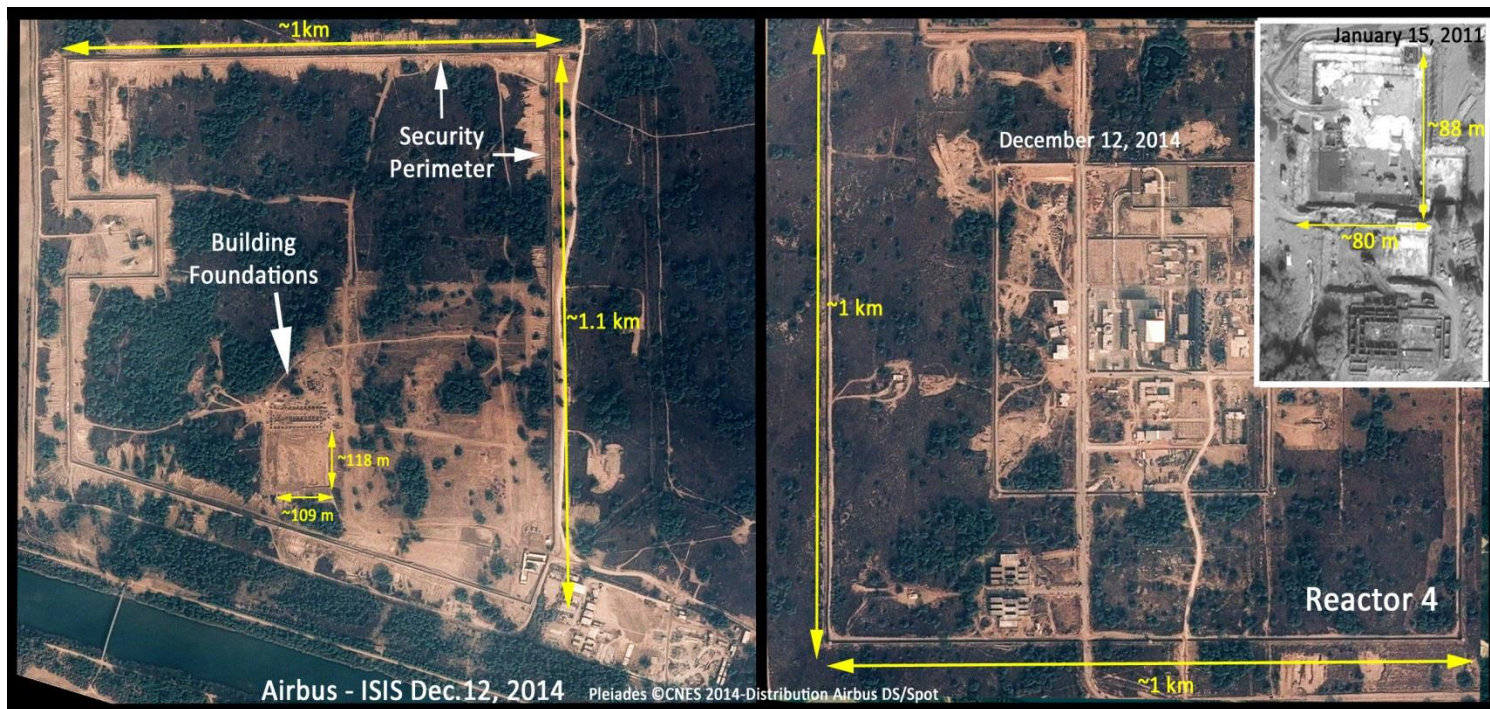 ~1km
Security
Perimeter
Building
Foundations
~1.1 km
~118 m
~109 m
Airbus - ISIS Dec.12, 2014
Pleiades ©CNES 2014-Distribution Airbus DS/Spot
January 15, 2011
~88 m
~80 m
December 12, 2014
~1 km
Reactor 4
~1 km